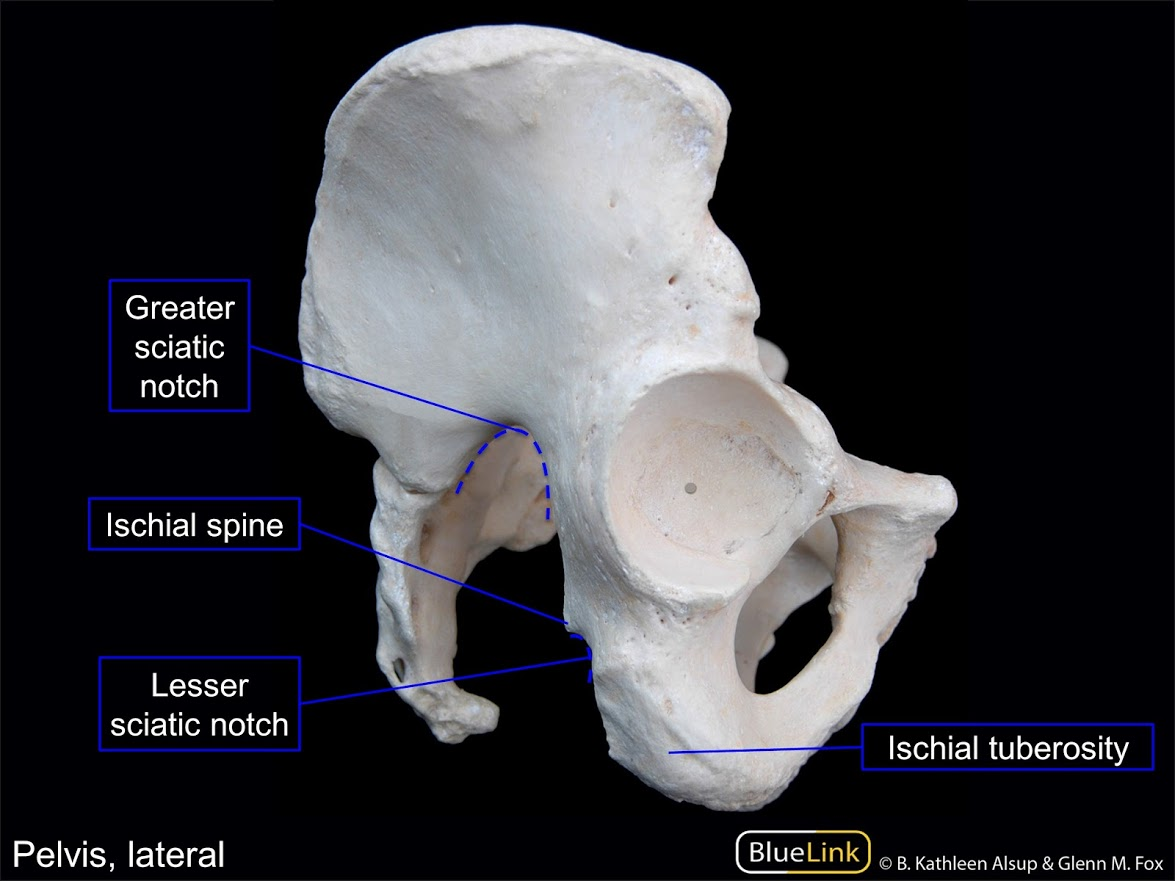 Greater
sciatic
notch
Ischial spine
Lesser
sciatic notch
Ischial tuberosity
Pelvis, lateral
BlueLink
© B. Kathleen Alsup & Glenn M. Fox